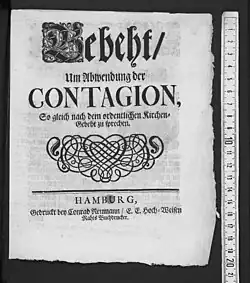 Gebeht/
Um Abwendung der
CONTAGION,
So gleich nach dem ordentlichen Kirchen-
Gebeht zu sprechen.
HAMBURG,
Gedruckt bey Conrad Neumann/ E. E. Hoch-Weisen
Rahts Buchdrucker.